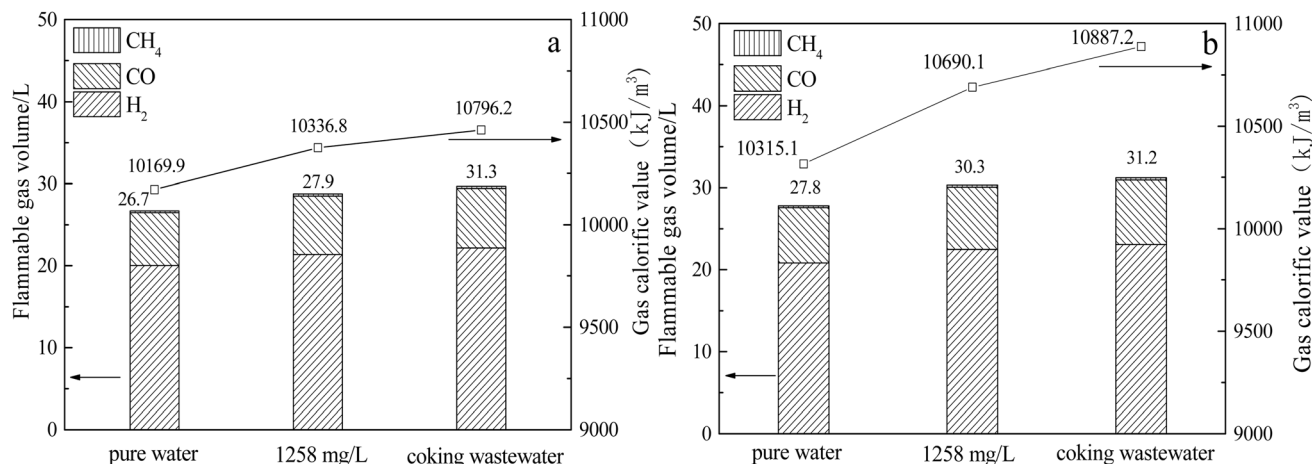 a
CH4
CO
H2
Flammable gas volume/L
50
40
30
20
10
0
10169.9
10336.8
10796.2
26.7
27.9
31.3
pure water
1258 mg/L
coking wastewater
11000
10500
10000
9500
9000
Gas calorific value（kJ/m³）
b
CH4
CO
H2
Flammable gas volume/L
50
40
30
20
10
0
10315.1
10690.1
10887.2
27.8
30.3
31.2
pure water
1258 mg/L
coking wastewater
11000
10000
9500
9000
Gas calorific value（kJ/m³）